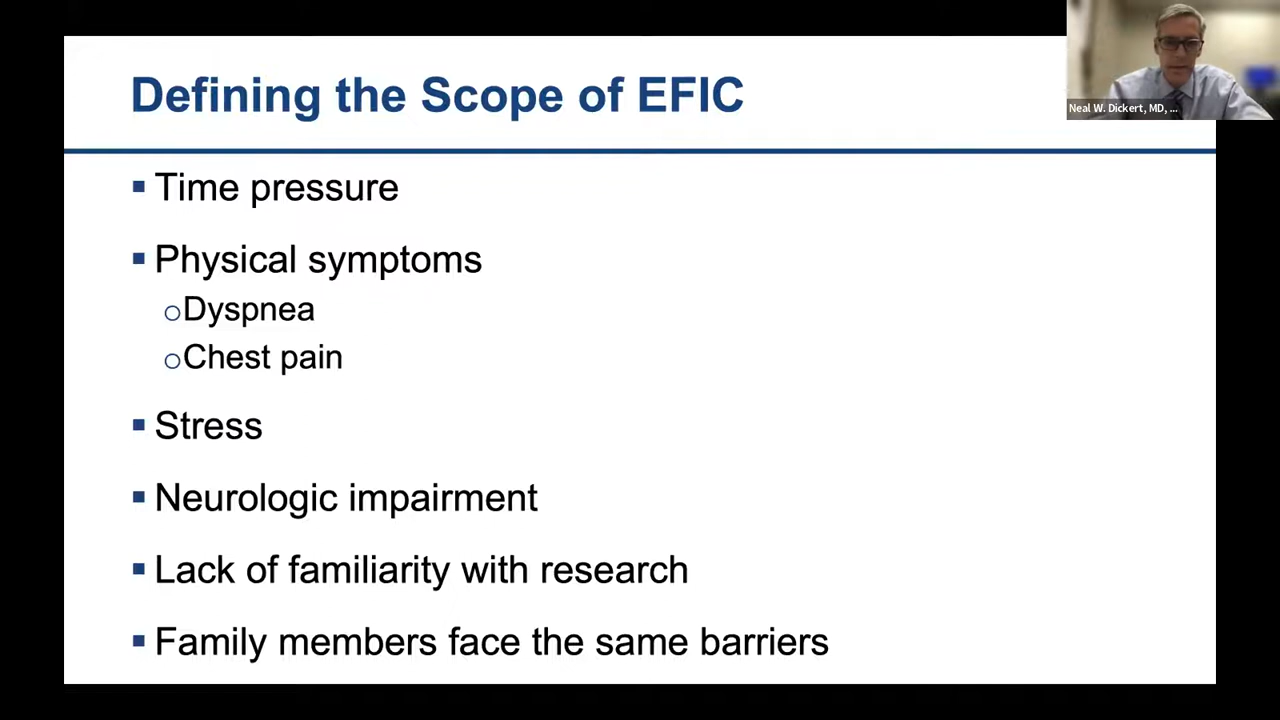 Defining the Scope of EFIC
Neal W. Dickert, MD, ...
▪ Time pressure
▪ Physical symptoms
o Dyspnea
o Chest pain
▪ Stress
▪ Neurologic impairment
▪ Lack of familiarity with research
▪ Family members face the same barriers